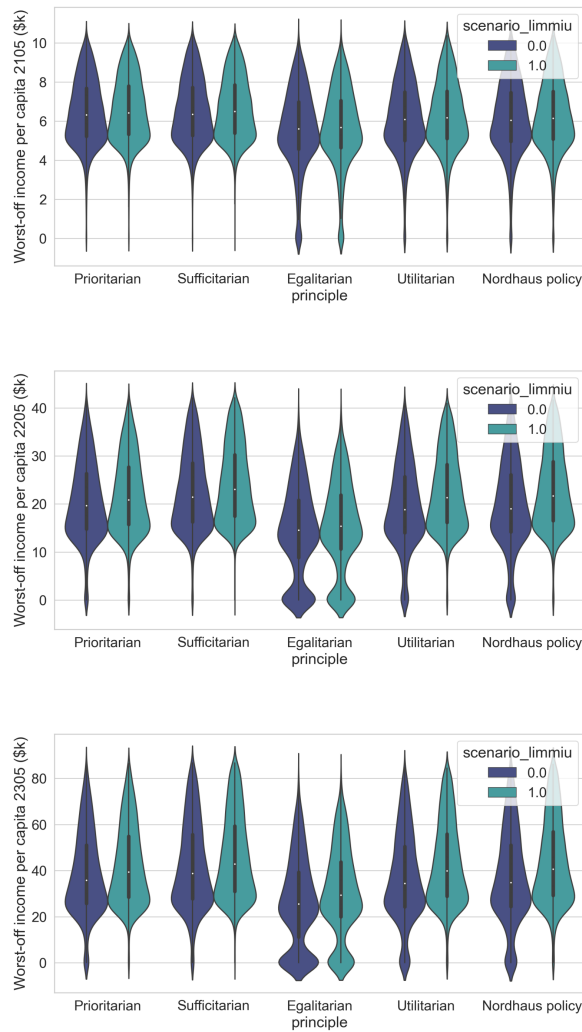 Worst-off income per capita 2105 ($k)
10
8
6
4
2
0
scenario_limmiu
0.0
1.0
Prioritarian Sufficitarian Egalitarian Utilitarian Nordhaus policy
principle
Worst-off income per capita 2205 ($k)
40
30
20
10
0
scenario_limmiu
0.0
1.0
Prioritarian Sufficitarian Egalitarian Utilitarian Nordhaus policy
principle
Worst-off income per capita 2305 ($k)
80
60
40
20
0
scenario_limmiu
0.0
1.0
Prioritarian Sufficitarian Egalitarian Utilitarian Nordhaus policy
principle